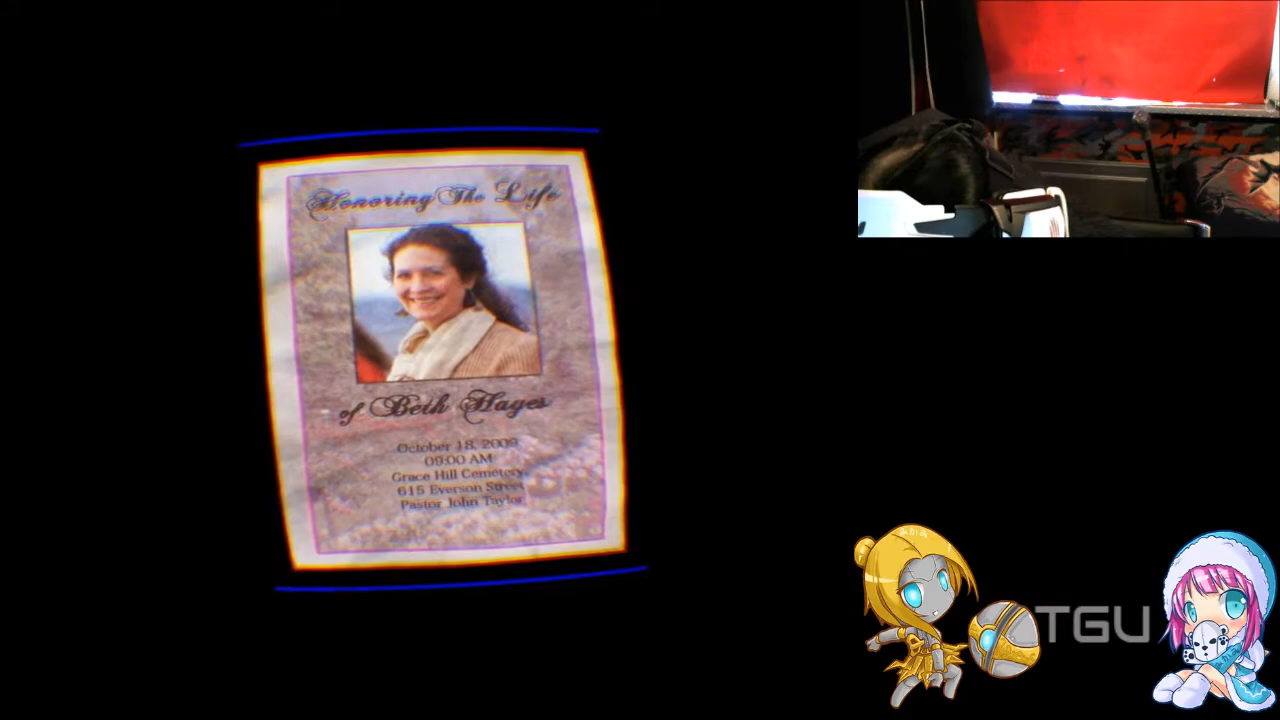 Honoring The Life
of Beth Hayes
October 18, 2009
09:00 AM
Grace Hill Cemetery
615 Everson Street
Pastor John Taylor
TGU